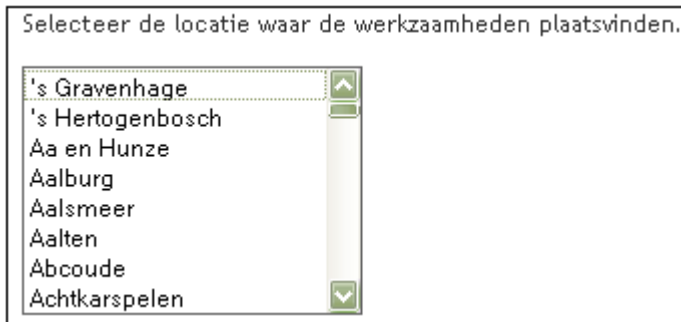 Selecteer de locatie waar de werkzaamheden plaatsvinden.
's Gravenhage
's Hertogenbosch
Aa en Hunze
Aalburg
Aalsmeer
Aalten
Abcoude
Achtkarspelen